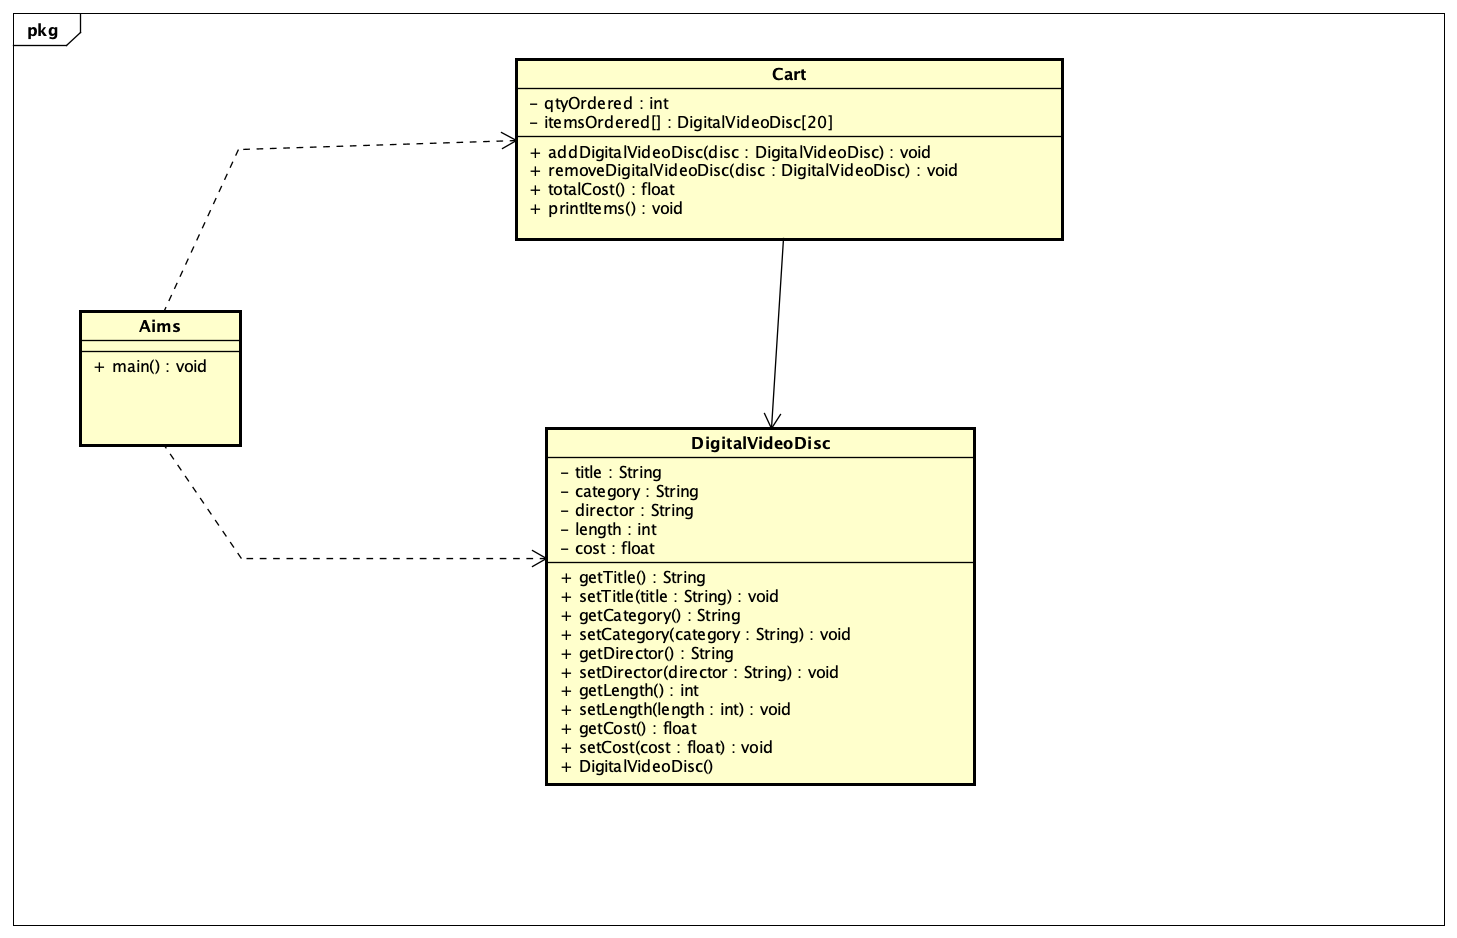 pkg
Cart
- qtyOrdered : int
- itemsOrdered[] : DigitalVideoDisc[20]
+ addDigitalVideoDisc(disc : DigitalVideoDisc) : void
+ removeDigitalVideoDisc(disc : DigitalVideoDisc) : void
+ totalCost() : float
+ printItems() : void
Aims
+ main() : void
DigitalVideoDisc
- title : String
- category : String
- director : String
- length : int
- cost : float
+ getTitle() : String
+ setTitle(title : String) : void
+ getCategory() : String
+ setCategory(category : String) : void
+ getDirector() : String
+ setDirector(director : String) : void
+ getLength() : int
+ setLength(length : int) : void
+ getCost() : float
+ setCost(cost : float) : void
+ DigitalVideoDisc()